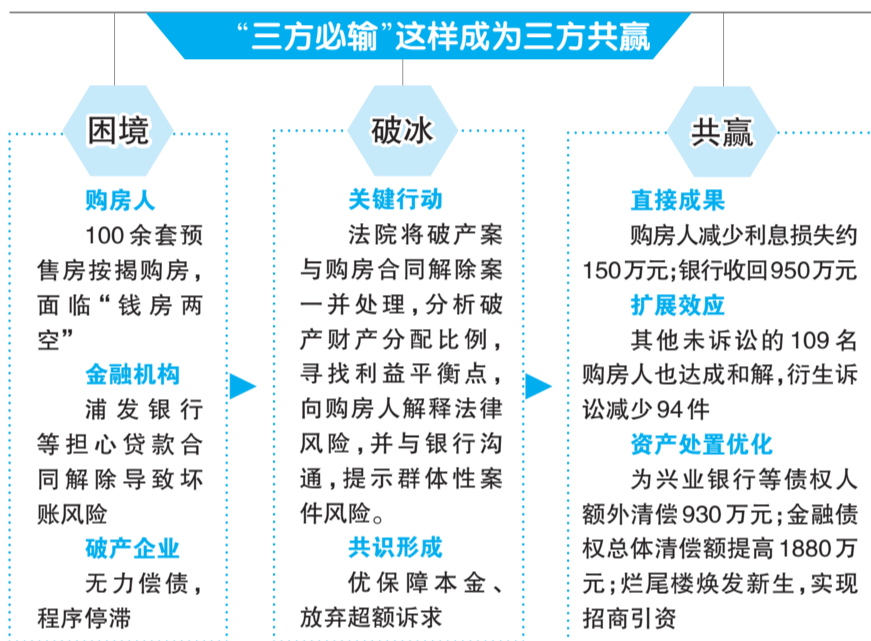 “三方必输”这样成为三方共赢
困境
购房人
100余套预
售房按揭购房，
面临“钱房两
空”
金融机构
浦发银行
等担心贷款合
同解除导致坏
账风险
破产企业
无力偿债，
程序停滞
破冰
关键行动
法院将破产案
与购房合同解除案
一并处理，分析破
产财产分配比例，
寻找利益平衡点，
向购房人解释法律
风险，并与银行沟
通，提示群体性案
件风险。
共识形成
优保障本金、
放弃超额诉求
共赢
直接成果
购房人减少利息损失约
150万元；银行收回950万元
扩展效应
其他未诉讼的109名
购房人也达成和解，衍生诉
讼减少94件
资产处置优化
为兴业银行等债权人
额外清偿930万元；金融债
权总体清偿额提高1880万
元；烂尾楼焕发新生，实现
招商引资